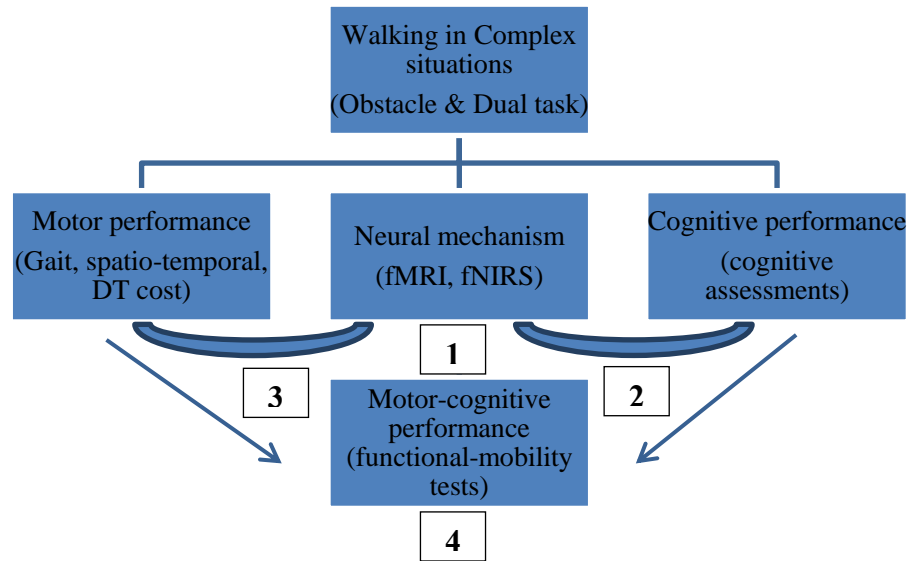 Walking in Complex
situations
(Obstacle & Dual task)
Motor performance
(Gait, spatio-temporal,
DT cost)
Neural mechanism
(fMRI, fNIRS)
Cognitive performance
(cognitive
assessments)
1
3
2
Motor-cognitive
performance
(functional-mobility
tests)
4